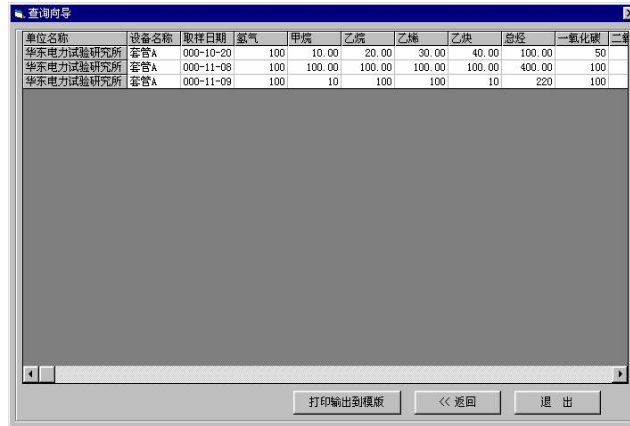 查询向导
单位名称 设备名称 取样日期 氢气 甲烷 乙烷 乙烯 乙炔 总烃 一氧化碳 二氧
华东电力试验研究所 套管A 000-10-20 100 10.00 20.00 30.00 40.00 100.00 50
华东电力试验研究所 套管A 000-11-08 100 100.00 100.00 100.00 100.00 400.00 100
华东电力试验研究所 套管A 000-11-09 100 10 100 100 10 220 100
打印输出到模版 << 返回 退 出